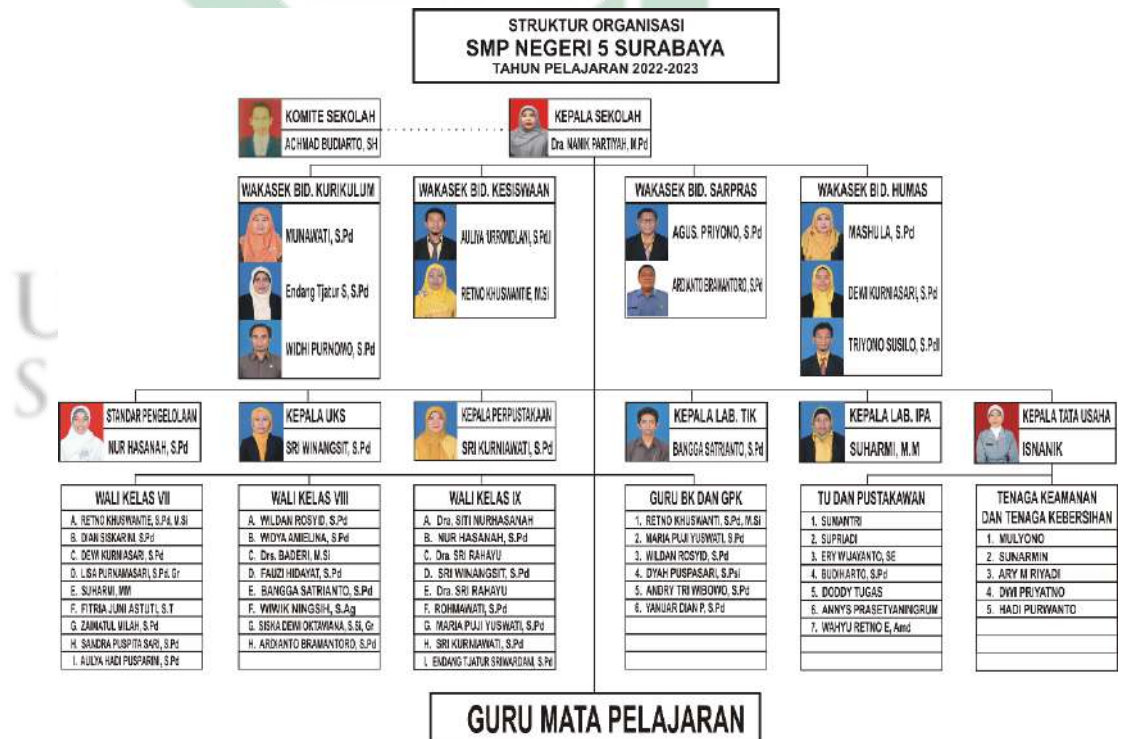 STRUKTUR ORGANISASI
SMP NEGERI 5 SURABAYA
TAHUN PELAJARAN 2022-2023
KOMITE SEKOLAH
ACHMAD BUDIARTO, SH
KEPALA SEKOLAH
Dra. NANIK PARTIYAH, M.Pd
WAKASEK BID. KURIKULUM
MUNAWATI, S.Pd
Endang Tjatur S, S.Pd
WIDHI PURNOMO, S.Pd
WAKASEK BID. KESISWAAN
AULIYA 'URROHDLANI, S.PdI
RETNO KHUSWANTIE, M.Si
WAKASEK BID. SARPRAS
AGUS. PRIYONO, S.Pd
ARDIANTO BRAMANTORO, S.Pd
WAKASEK BID. HUMAS
MASHULA, S.Pd
DEWI KURNIASARI, S.Pd
TRIYONO SUSILO, S.PdI
STANDAR PENGELOLAAN
NUR HASANAH, S.Pd
KEPALA UKS
SRI WINANGSIT, S.Pd
KEPALA PERPUSTAKAAN
SRI KURNIAWATI, S.Pd
KEPALA LAB. TIK
BANGGA SATRIANTO, S.Pd
KEPALA LAB. IPA
SUHARMI, M.M
KEPALA TATA USAHA
ISNANIK
WALI KELAS VII
A. RETNO KHUSWANTIE, S.Pd, M.Si
B. DIAN SISKARINI, S.Pd
C. DEWI KURNIASARI, S.Pd
D. LISA PURNAMASARI, S.Pd. Gr
E. SUHARMI, MM
F. FITRIA JUNI ASTUTI, S.T
G. ZAIMATUL MILAH, S.Pd
H. SANDRA PUSPITA SARI, S.Pd
I. AULYA HADI PUSPARINI, S.Pd
WALI KELAS VIII
A. WILDAN ROSYID, S.Pd
B. WIDYA AMIELINA, S.Pd
C. Drs. BADERI, M.Si
D. FAUZI HIDAYAT, S.Pd
E. BANGGA SATRIANTO, S.Pd
F. WIWIK NINGSIH, S.Ag
G. SISKA DEWI OKTAVIANA, S.Si, Gr
H. ARDIANTO BRAMANTORO, S.Pd
WALI KELAS IX
A. Dra. SITI NURHASANAH
B. NUR HASANAH, S.Pd
C. Dra. SRI RAHAYU
D. SRI WINANGSIT, S.Pd
E. Dra. SRI RAHAYU
F. ROHMAWATI, S.Pd
G. MARIA PUJI YUSWATI, S.Pd
H. SRI KURNIAWATI, S.Pd
I. ENDANG TJATUR SRIWARDANI, S.Pd
GURU BK DAN GPK
1. RETNO KHUSWANTI, S.Pd, M.Si
2. MARIA PUJI YUSWATI, S.Pd
3. WILDAN ROSYID, S.Pd
4. DYAH PUSPASARI, S.Psi
5. ANDRY TRI WIBOWO, S.Pd
6. YANUAR DIAN P, S.Pd
TU DAN PUSTAKAWAN
1. SUMANTRI
2. SUPRIADI
3. ERY WIJAYANTO, SE
4. BUDIHARTO, S.Pd
5. DODDY TUGAS
6. ANNYS PRASETYANINGRUM
7. WAHYU RETNO E, Amd
TENAGA KEAMANAN
DAN TENAGA KEBERSIHAN
1. MULYONO
2. SUNARMIN
3. ARY M RIYADI
4. DWI PRIYATNO
5. HADI PURWANTO
GURU MATA PELAJARAN